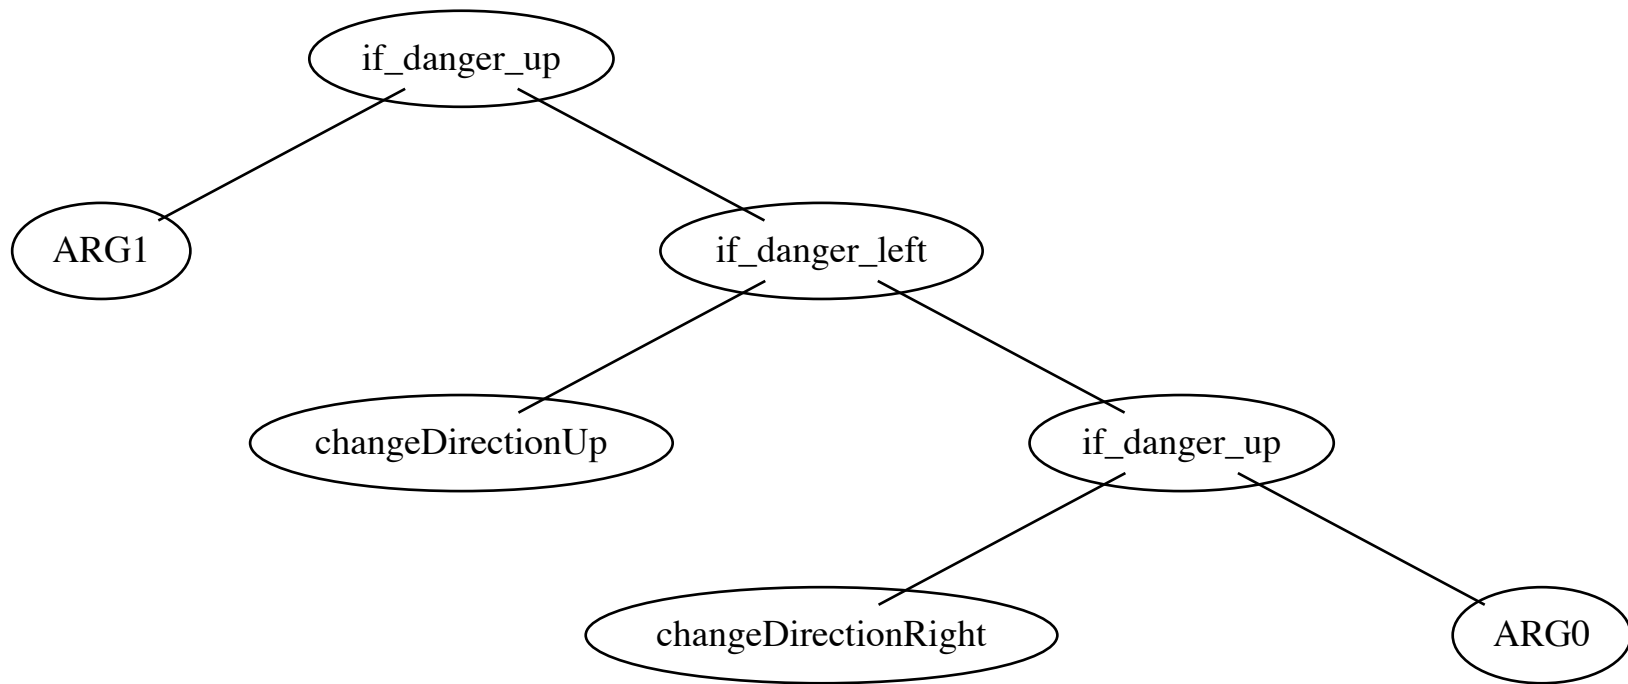 if_danger_up
ARG1
if_danger_left
changeDirectionUp
if_danger_up
changeDirectionRight
ARG0